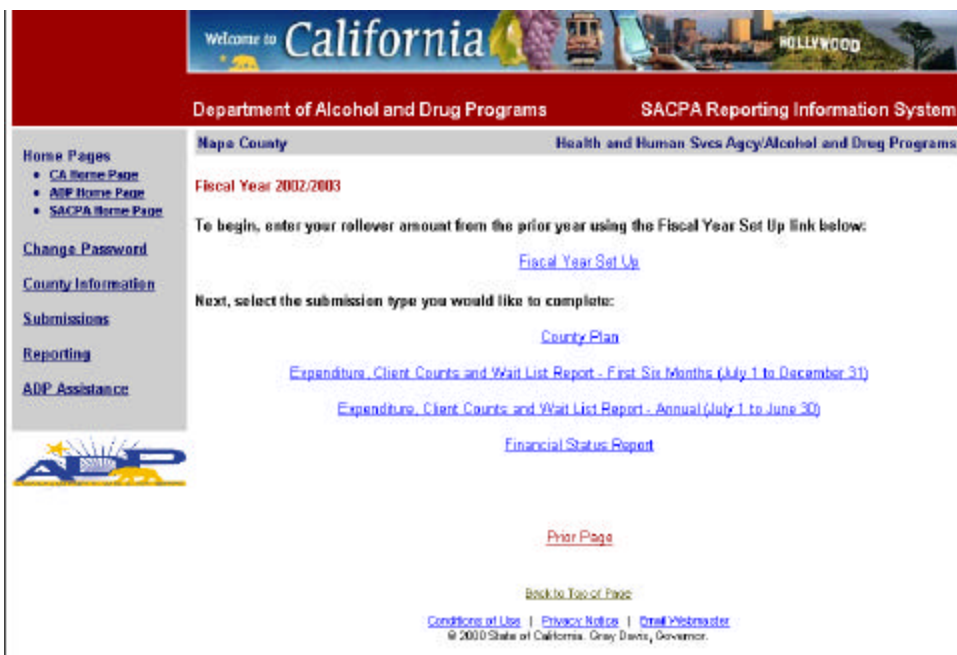 Welcome to California
HOLLYWOOD
Department of Alcohol and Drug Programs
SACPA Reporting Information System
Napa County
Health and Human Svcs Agcy/Alcohol and Drug Programs
Home Pages
CA Home Page
ADP Home Page
SACPA Home Page
Change Password
County Information
Submissions
Reporting
ADP Assistance
ADP
Fiscal Year 2002/2003
To begin, enter your rollover amount from the prior year using the Fiscal Year Set Up link below:
Fiscal Year Set Up
Next, select the submission type you would like to complete:
County Plan
Expenditure, Client Counts and Wait List Report - First Six Months (July 1 to December 31)
Expenditure, Client Counts and Wait List Report - Annual (July 1 to June 30)
Financial Status Report
Prior Page
Back to Top of Page
Conditions of Use | Privacy Notice | Email Webmaster
© 2000 State of California. Gray Davis, Governor.